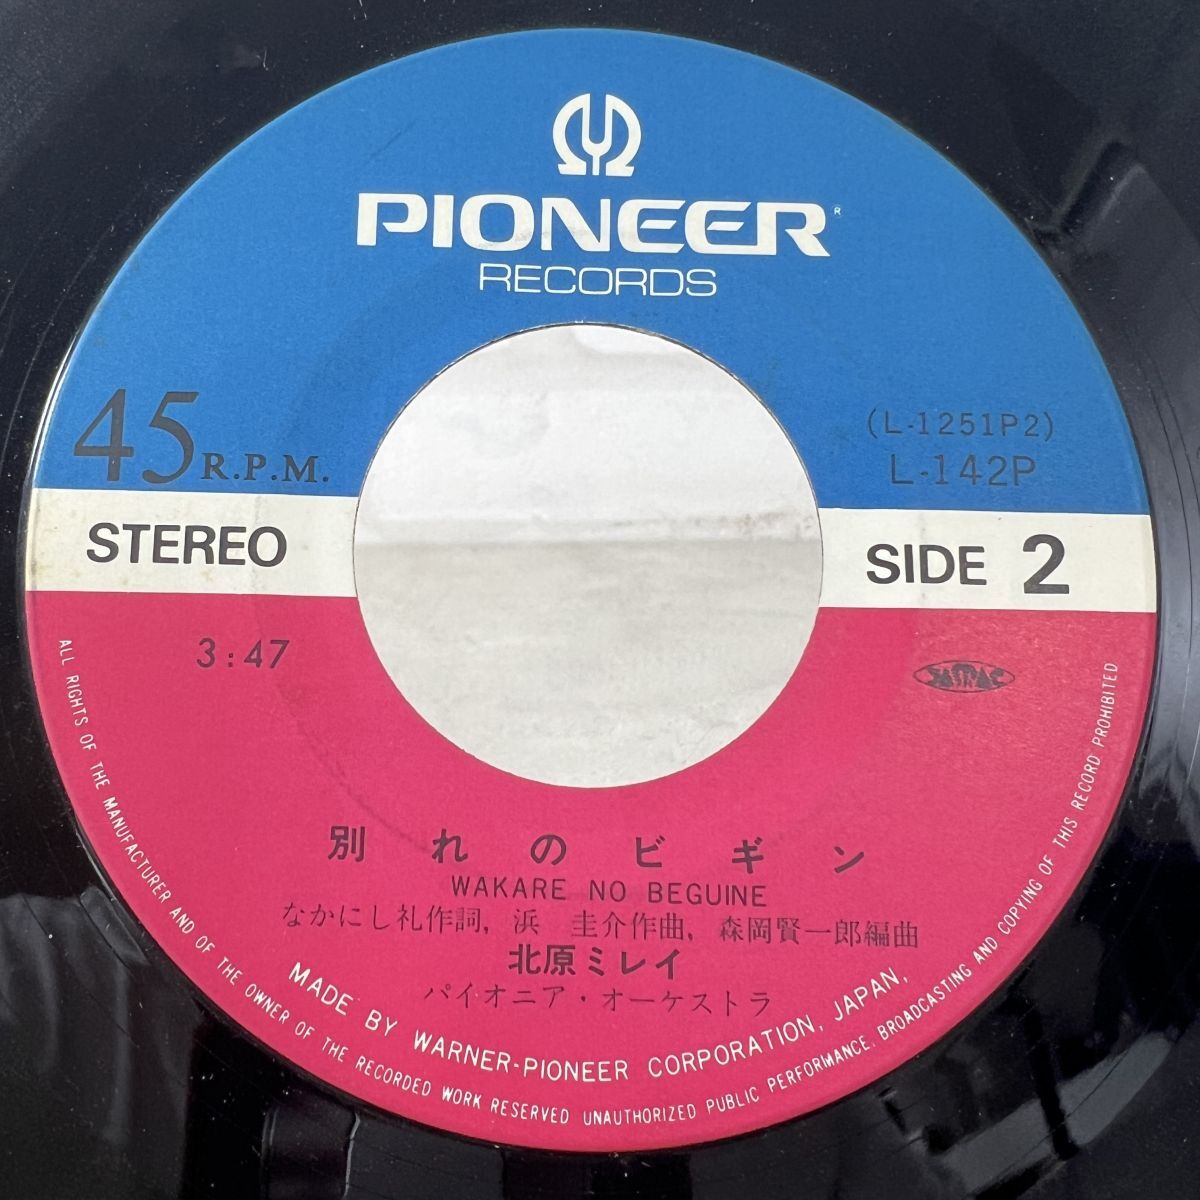 PIONEER®
RECORDS
45 R.P.M.
(L-1251P2)
L-142P
STEREO
SIDE 2
3:47
別れのビギン
WAKARE NO BEGUINE
なかにし礼作詞, 浜 圭介作曲, 森岡賢一郎編曲
北原ミレイ
パイオニア・オーケストラ
MADE BY WARNER-PIONEER CORPORATION, JAPAN,
ALL RIGHTS OF THE MANUFACTURER AND OF THE OWNER OF THE RECORDED WORK RESERVED UNAUTHORIZED PUBLIC PERFORMANCE, BROADCASTING AND COPYING OF THIS RECORD PROHIBITED